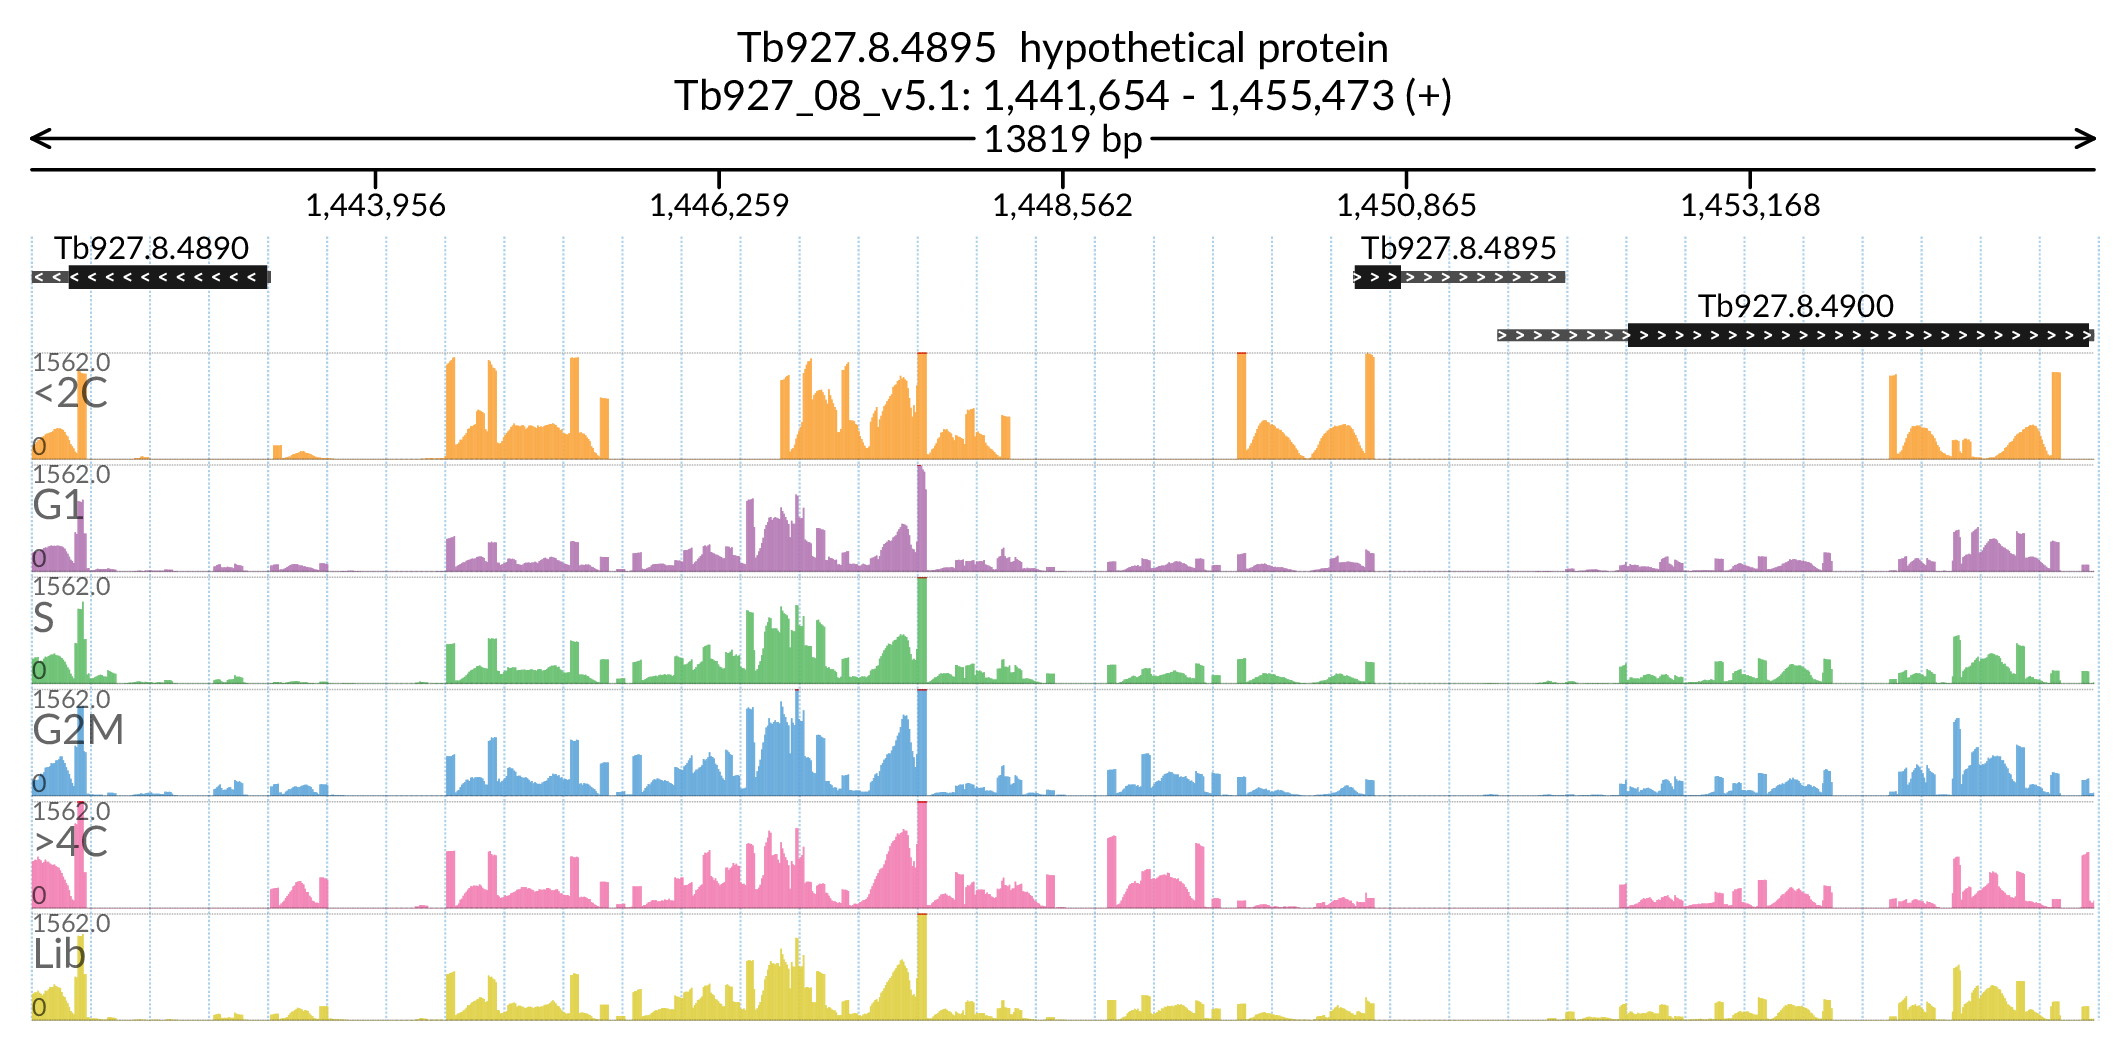 Tb927.8.4895  hypothetical protein
Tb927_08_v5.1: 1,441,654 - 1,455,473 (+)
13819 bp
1,443,956 1,446,259 1,448,562 1,450,865 1,453,168
Tb927.8.4890 Tb927.8.4895
Tb927.8.4900
1562.0
<2C
0
1562.0
G1
0
1562.0
S
0
1562.0
G2M
0
1562.0
>4C
0
1562.0
Lib
0